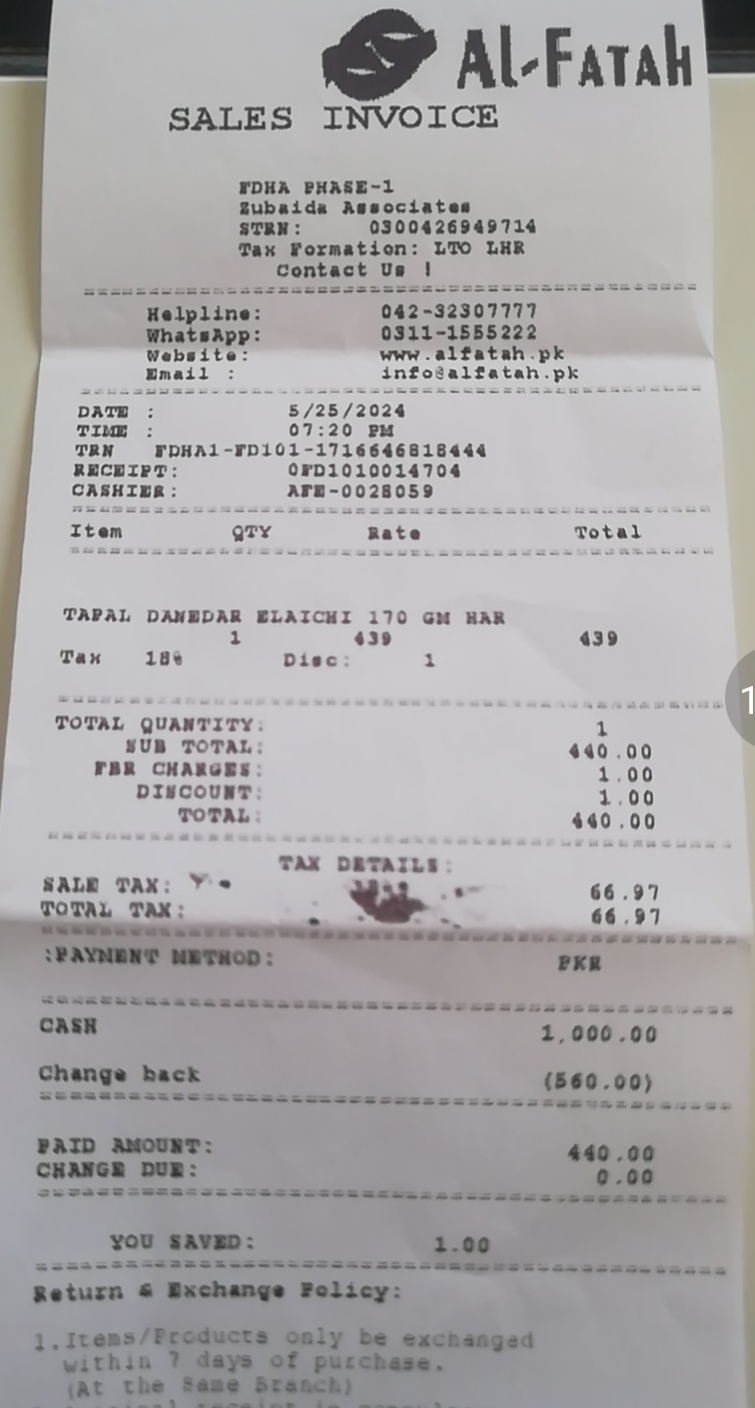 Al-Fatah
SALES INVOICE
FDHA PHASE-1
Zubaida Associates
STRN: 0300426949714
Tax Formation: LTO LHR
Contact Us !
Helpline: 042-32307777
WhatsApp: 0311-1555222
Website: www.alfatah.pk
Email : info@alfatah.pk
DATE : 5/25/2024
TIME : 07:20 PM
TRN FDHA1-FD101-1716646818444
RECEIPT: 0FD1010014704
CASHIER: AFE-0028059
Item QTY Rate Total
TAPAL DANEDAR ELAICHI 170 GM HAR
1 439 439
Tax 18% Disc: 1
TOTAL QUANTITY: 1
SUB TOTAL: 440.00
FBR CHARGES: 1.00
DISCOUNT: 1.00
TOTAL: 440.00
TAX DETAILS:
SALE TAX: 66.97
TOTAL TAX: 66.97
:PAYMENT METHOD: PKR
CASH 1,000.00
Change back (560.00)
PAID AMOUNT: 440.00
CHANGE DUE: 0.00
YOU SAVED: 1.00
Return & Exchange Policy:
1.Items/Products only be exchanged
within 7 days of purchase.
(At the Same Branch)
1